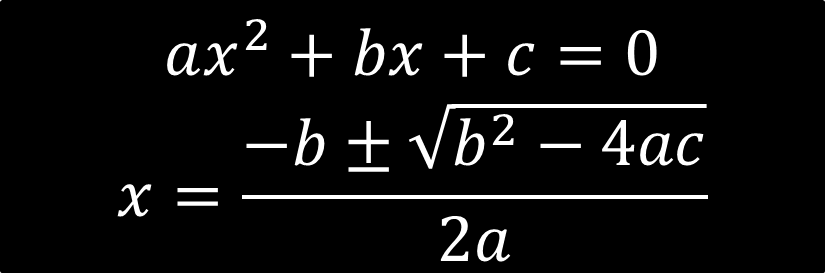 ax² + bx + c = 0
x = (−b ± √(b² − 4ac)) / 2a